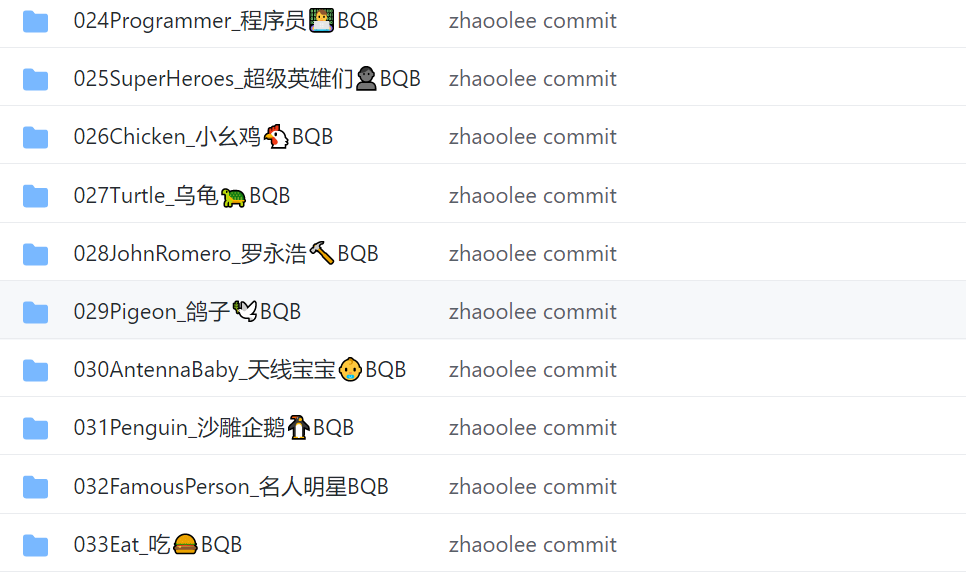 024Programmer_程序员👨‍💻BQB zhaoolee commit
025SuperHeroes_超级英雄们👤BQB zhaoolee commit
026Chicken_小幺鸡🐔BQB zhaoolee commit
027Turtle_乌龟🐢BQB zhaoolee commit
028JohnRomero_罗永浩🔨BQB zhaoolee commit
029Pigeon_鸽子🕊BQB zhaoolee commit
030AntennaBaby_天线宝宝👶BQB zhaoolee commit
031Penguin_沙雕企鹅🐧BQB zhaoolee commit
032FamousPerson_名人明星BQB zhaoolee commit
033Eat_吃🍔BQB zhaoolee commit